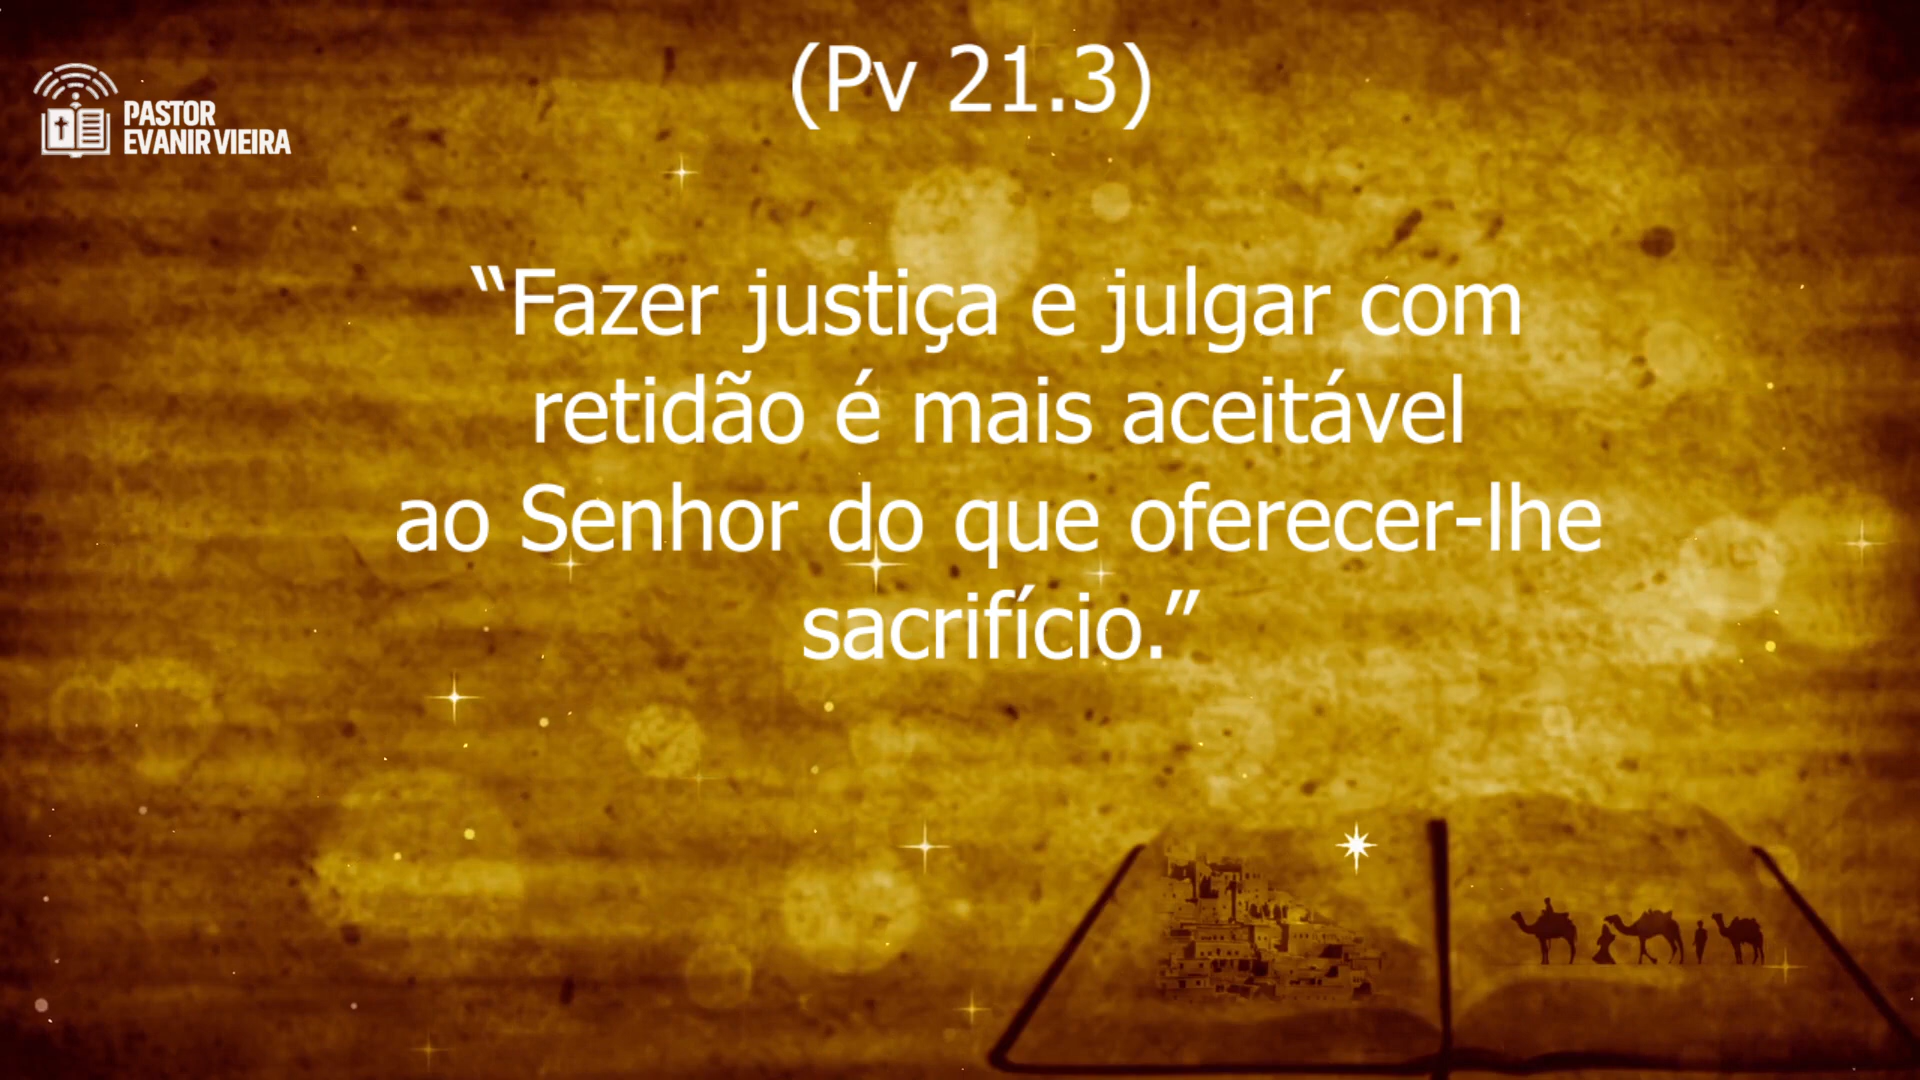 (Pv 21.3)
PASTOR
EVANIR VIEIRA
“Fazer justiça e julgar com
retidão é mais aceitável
ao Senhor do que oferecer-lhe
sacrifício.”